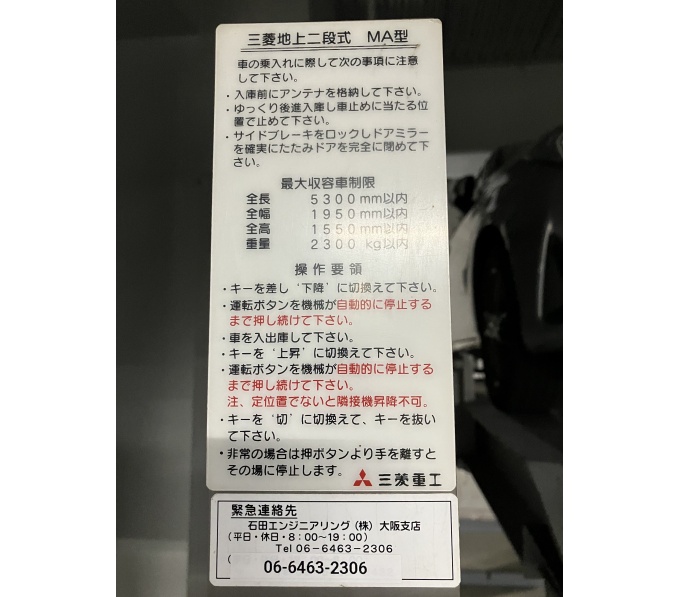 三菱地上二段式 MA型
車の乗入れに際して次の事項に注意
して下さい。
・入庫前にアンテナを格納して下さい。
・ゆっくり後進入庫し車止めに当たる位
置で止めて下さい。
・サイドブレーキをロックしドアミラー
を確実にたたみドアを完全に閉めて下
さい。
最大収容車制限
全長 5300mm以内
全幅 1950mm以内
全高 1550mm以内
重量 2300 kg以内
操作要領
・キーを差し‘下降’に切換えて下さい。
・運転ボタンを機械が自動的に停止する
まで押し続けて下さい。
・車を入出庫して下さい。
・キーを‘上昇’に切換えて下さい。
・運転ボタンを機械が自動的に停止する
まで押し続けて下さい。
注、定位置でないと隣接機昇降不可。
・キーを‘切’に切換えて、キーを抜い
て下さい。
・非常の場合は押ボタンより手を離すと
その場に停止します。
三菱重工
緊急連絡先
石田エンジニアリング(株)大阪支店
(平日・休日・8:00〜19:00)
Tel 06-6463-2306
(
06-6463-2306